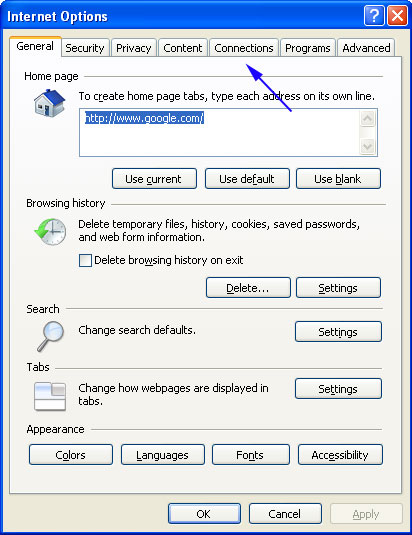 Internet Options
General Security Privacy Content Connections Programs Advanced
Home page
To create home page tabs, type each address on its own line.
http://www.google.com/
Use current Use default Use blank
Browsing history
Delete temporary files, history, cookies, saved passwords,
and web form information.
Delete browsing history on exit
Delete... Settings
Search
Change search defaults. Settings
Tabs
Change how webpages are displayed in
tabs. Settings
Appearance
Colors Languages Fonts Accessibility
OK Cancel Apply